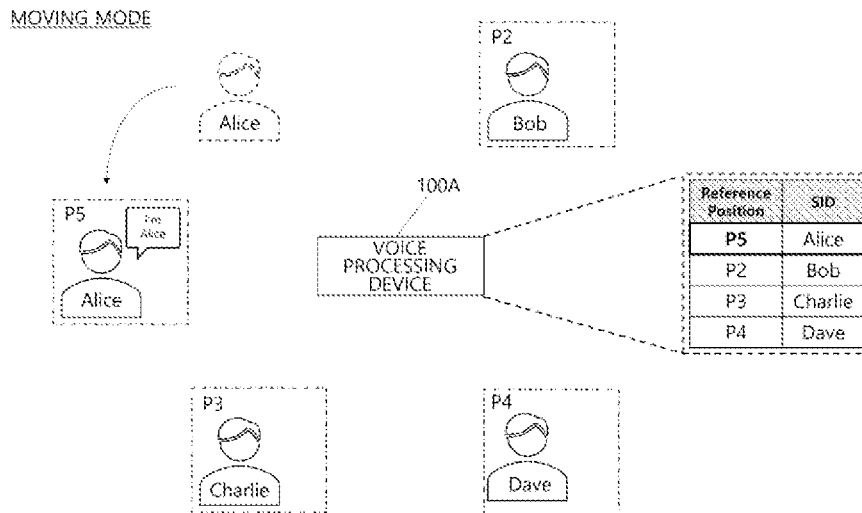 MOVING MODE
P2
Alice
Bob
100A
P5
I'm
Alice
Alice
VOICE
PROCESSING
DEVICE
Reference
Position
SID
P5 Alice
P2 Bob
P3 Charlie
P4 Dave
P3
Charlie
P4
Dave